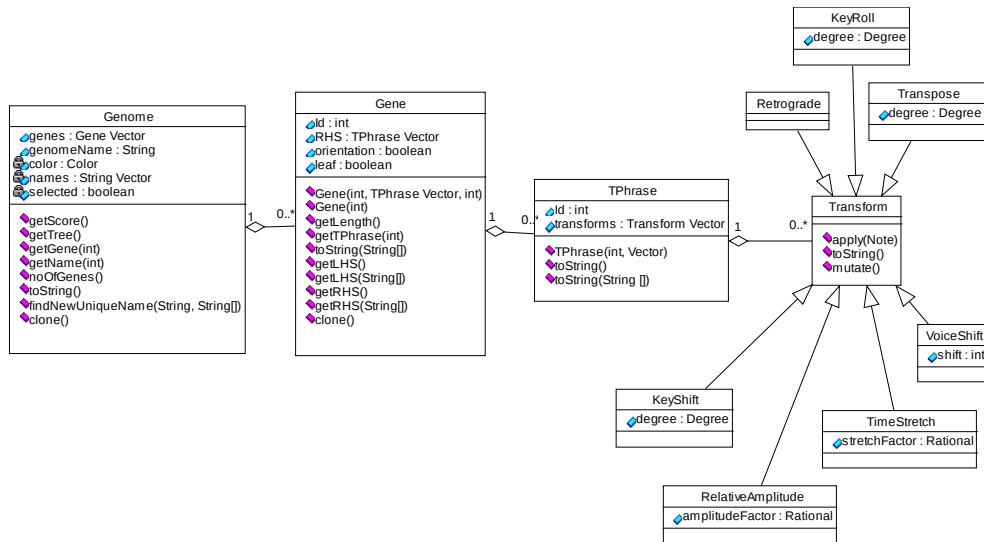 KeyRoll
degree : Degree
Retrograde
Transpose
degree : Degree
Genome
genes : Gene Vector
genomeName : String
color : Color
names : String Vector
selected : boolean
getScore()
getTree()
getGene(int)
getName(int)
noOfGenes()
toString()
findNewUniqueName(String, String[])
clone()
1
0..*
Gene
Id : int
RHS : TPhrase Vector
orientation : boolean
leaf : boolean
Gene(int, TPhrase Vector, int)
Gene(int)
getLength()
getTPhrase(int)
toString(String[])
getLHS()
getLHS(String[])
getRHS()
getRHS(String[])
clone()
1
0..*
TPhrase
Id : int
transforms : Transform Vector
TPhrase(int, Vector)
toString()
toString(String [])
1
0..*
Transform
apply(Note)
toString()
mutate()
VoiceShift
shift : int
KeyShift
degree : Degree
TimeStretch
stretchFactor : Rational
RelativeAmplitude
amplitudeFactor : Rational